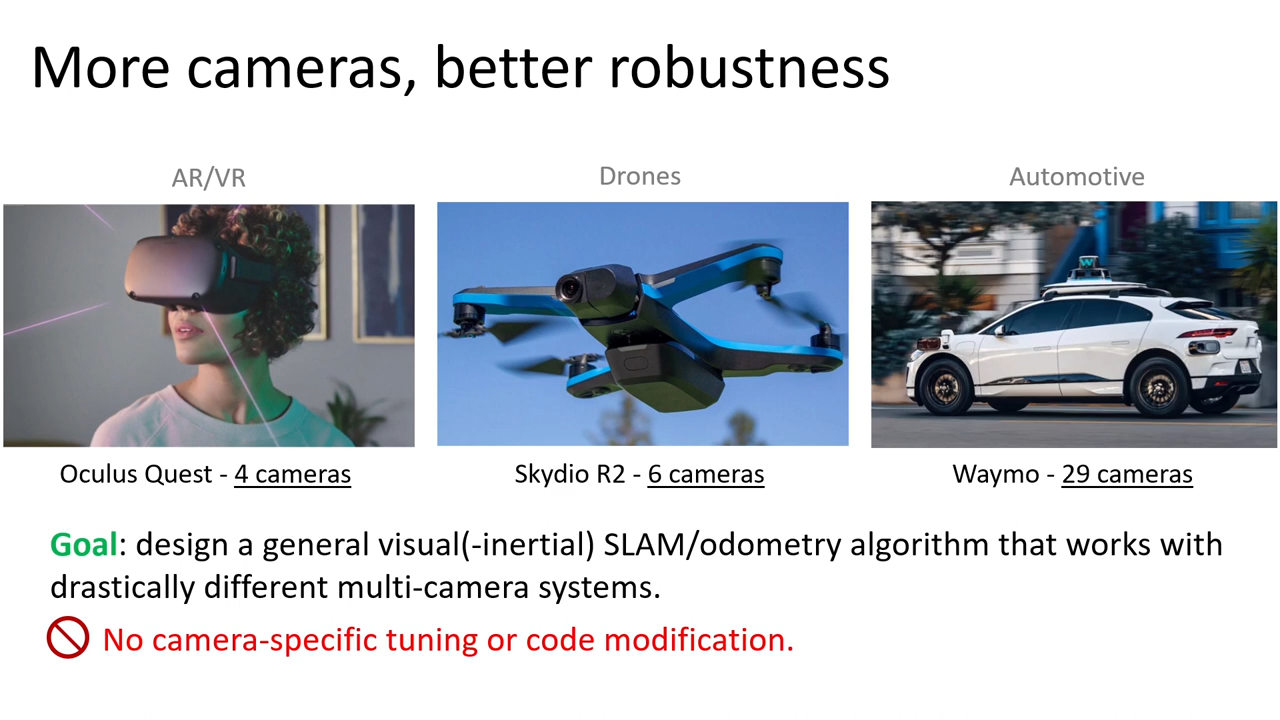 More cameras, better robustness
AR/VR
Drones
Automotive
Oculus Quest - 4 cameras
Skydio R2 - 6 cameras
Waymo - 29 cameras
Goal: design a general visual(-inertial) SLAM/odometry algorithm that works with
drastically different multi-camera systems.
No camera-specific tuning or code modification.